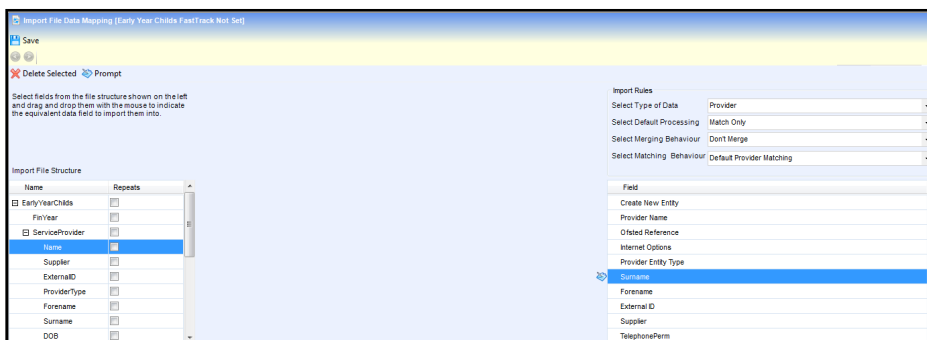 Import File Data Mapping [Early Year Childs FastTrack Not Set]
Save
Delete Selected Prompt
Select fields from the file structure shown on the left
and drag and drop them with the mouse to indicate
the equivalent data field to import them into.
Import Rules
Select Type of Data Provider
Select Default Processing Match Only
Select Merging Behaviour Don't Merge
Select Matching Behaviour Default Provider Matching
Import File Structure
Name Repeats
EarlyYearChilds
FinYear
ServiceProvider
Name
Supplier
ExternalID
ProviderType
Forename
Surname
DOB
Field
Create New Entity
Provider Name
Ofsted Reference
Internet Options
Provider Entity Type
Surname
Forename
External ID
Supplier
TelephonePerm